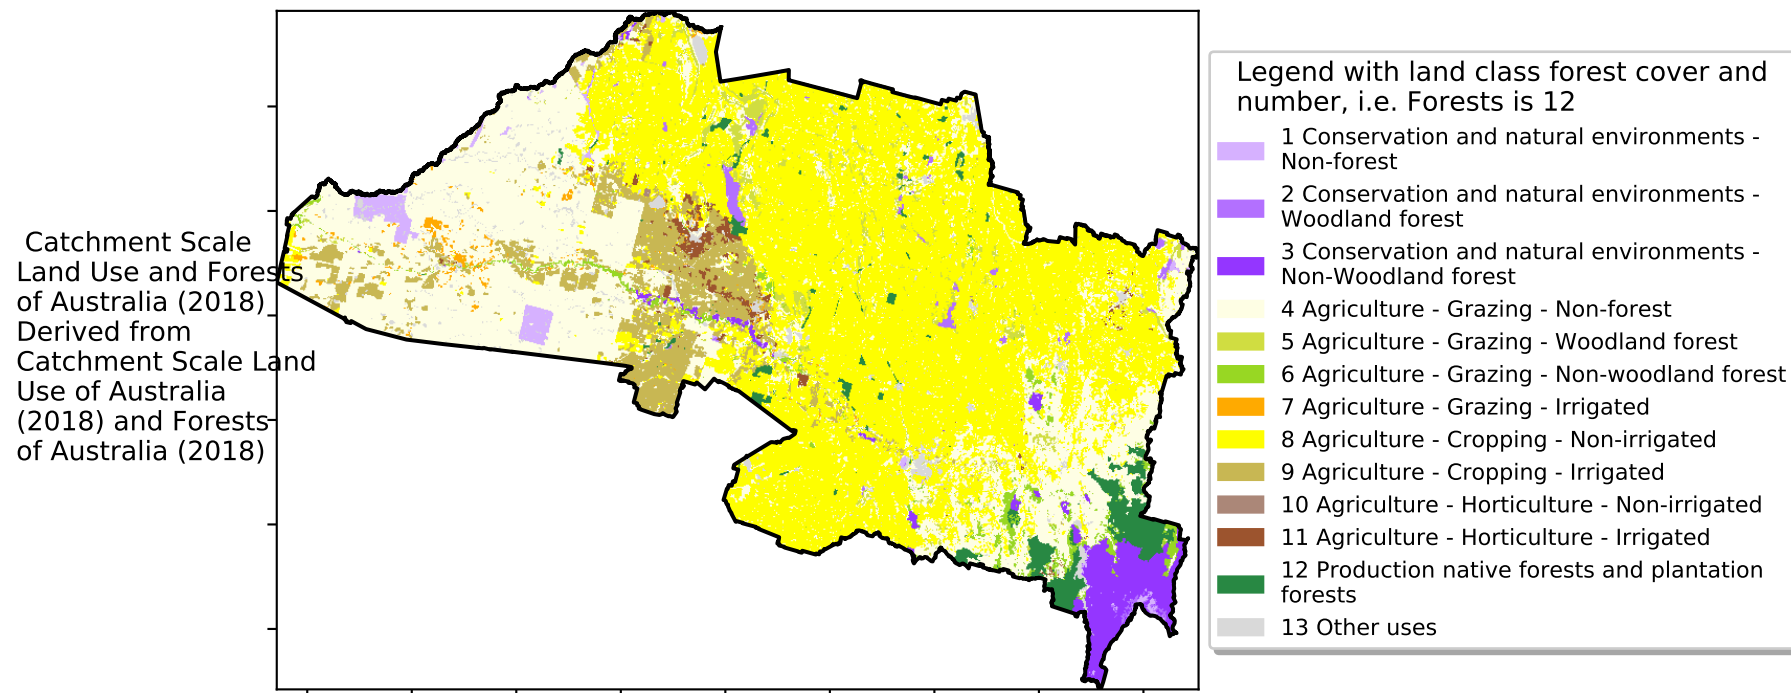 Catchment Scale
Land Use and Forests
of Australia (2018)
Derived from
Catchment Scale Land
Use of Australia
(2018) and Forests
of Australia (2018)
Legend with land class forest cover and
number, i.e. Forests is 12
1 Conservation and natural environments -
Non-forest
2 Conservation and natural environments -
Woodland forest
3 Conservation and natural environments -
Non-Woodland forest
4 Agriculture - Grazing - Non-forest
5 Agriculture - Grazing - Woodland forest
6 Agriculture - Grazing - Non-woodland forest
7 Agriculture - Grazing - Irrigated
8 Agriculture - Cropping - Non-irrigated
9 Agriculture - Cropping - Irrigated
10 Agriculture - Horticulture - Non-irrigated
11 Agriculture - Horticulture - Irrigated
12 Production native forests and plantation
forests
13 Other uses